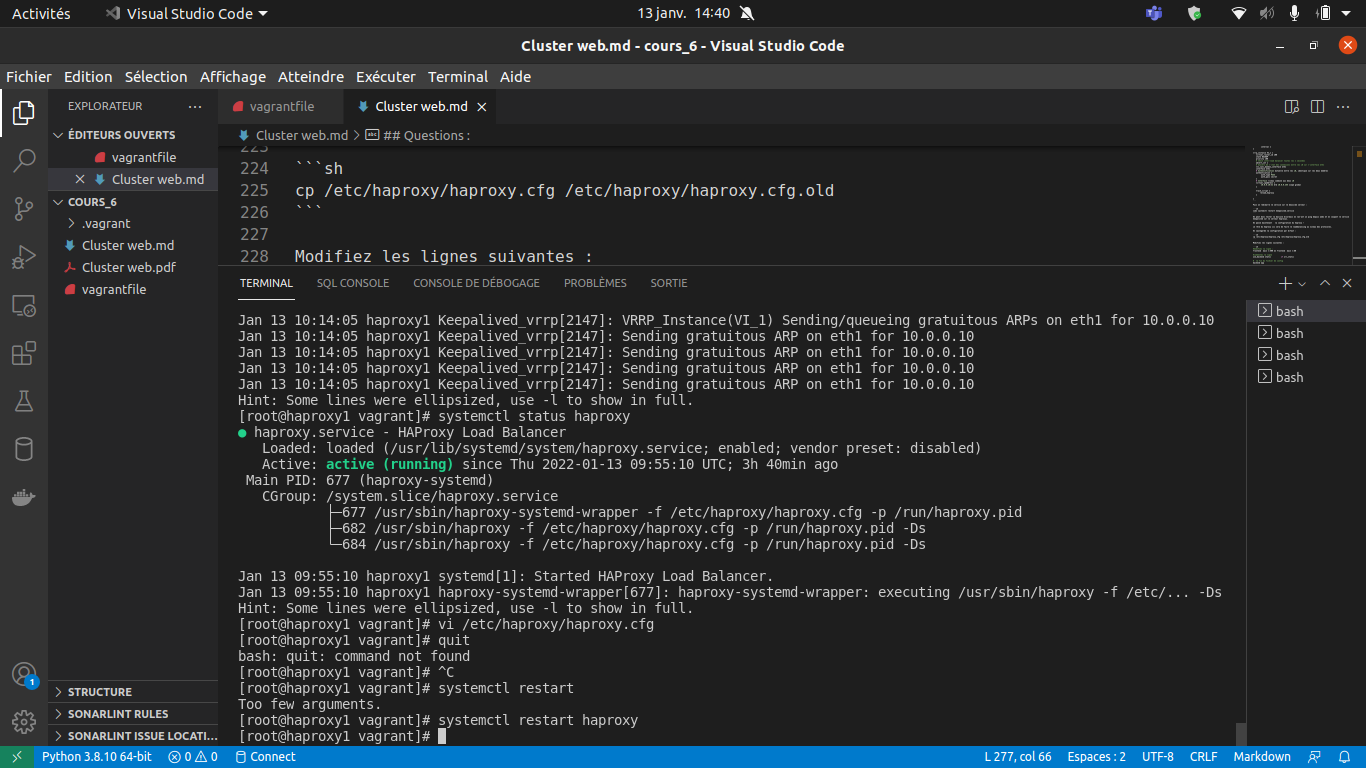 Activités
Visual Studio Code
13 janv. 14:40
Cluster web.md - cours_6 - Visual Studio Code
Fichier Edition Sélection Affichage Atteindre Exécuter Terminal Aide
EXPLORATEUR
ÉDITEURS OUVERTS
vagrantfile
Cluster web.md
COURS_6
.vagrant
Cluster web.md
Cluster web.pdf
vagrantfile
STRUCTURE
SONARLINT RULES
SONARLINT ISSUE LOCATI...
1
vagrantfile
Cluster web.md
Cluster web.md > ## Questions :
223
224 ```sh
225 cp /etc/haproxy/haproxy.cfg /etc/haproxy/haproxy.cfg.old
226 ```
227
228 Modifiez les lignes suivantes :
TERMINAL SQL CONSOLE CONSOLE DE DÉBOGAGE PROBLÈMES SORTIE
Jan 13 10:14:05 haproxy1 Keepalived_vrrp[2147]: VRRP_Instance(VI_1) Sending/queueing gratuitous ARPs on eth1 for 10.0.0.10
Jan 13 10:14:05 haproxy1 Keepalived_vrrp[2147]: Sending gratuitous ARP on eth1 for 10.0.0.10
Jan 13 10:14:05 haproxy1 Keepalived_vrrp[2147]: Sending gratuitous ARP on eth1 for 10.0.0.10
Jan 13 10:14:05 haproxy1 Keepalived_vrrp[2147]: Sending gratuitous ARP on eth1 for 10.0.0.10
Jan 13 10:14:05 haproxy1 Keepalived_vrrp[2147]: Sending gratuitous ARP on eth1 for 10.0.0.10
Hint: Some lines were ellipsized, use -l to show in full.
[root@haproxy1 vagrant]# systemctl status haproxy
● haproxy.service - HAProxy Load Balancer
Loaded: loaded (/usr/lib/systemd/system/haproxy.service; enabled; vendor preset: disabled)
Active: active (running) since Thu 2022-01-13 09:55:10 UTC; 3h 40min ago
Main PID: 677 (haproxy-systemd)
CGroup: /system.slice/haproxy.service
├─677 /usr/sbin/haproxy-systemd-wrapper -f /etc/haproxy/haproxy.cfg -p /run/haproxy.pid
├─682 /usr/sbin/haproxy -f /etc/haproxy/haproxy.cfg -p /run/haproxy.pid -Ds
└─684 /usr/sbin/haproxy -f /etc/haproxy/haproxy.cfg -p /run/haproxy.pid -Ds
Jan 13 09:55:10 haproxy1 systemd[1]: Started HAProxy Load Balancer.
Jan 13 09:55:10 haproxy1 haproxy-systemd-wrapper[677]: haproxy-systemd-wrapper: executing /usr/sbin/haproxy -f /etc/... -Ds
Hint: Some lines were ellipsized, use -l to show in full.
[root@haproxy1 vagrant]# vi /etc/haproxy/haproxy.cfg
[root@haproxy1 vagrant]# quit
bash: quit: command not found
[root@haproxy1 vagrant]# ^C
[root@haproxy1 vagrant]# systemctl restart
Too few arguments.
[root@haproxy1 vagrant]# systemctl restart haproxy
[root@haproxy1 vagrant]#
bash
bash
bash
bash
Python 3.8.10 64-bit 0 0 Connect
L 277, col 66 Espaces : 2 UTF-8 CRLF Markdown